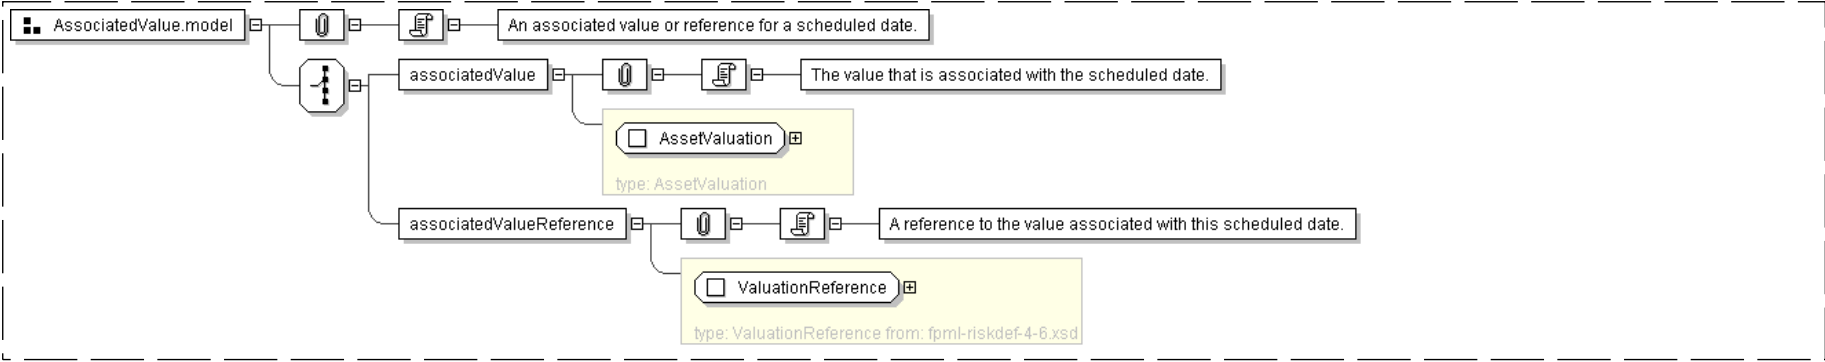 AssociatedValue.model
An associated value or reference for a scheduled date.
associatedValue
The value that is associated with the scheduled date.
AssetValuation
type: AssetValuation
associatedValueReference
A reference to the value associated with this scheduled date.
ValuationReference
type: ValuationReference from: fpml-riskdef-4-6.xsd